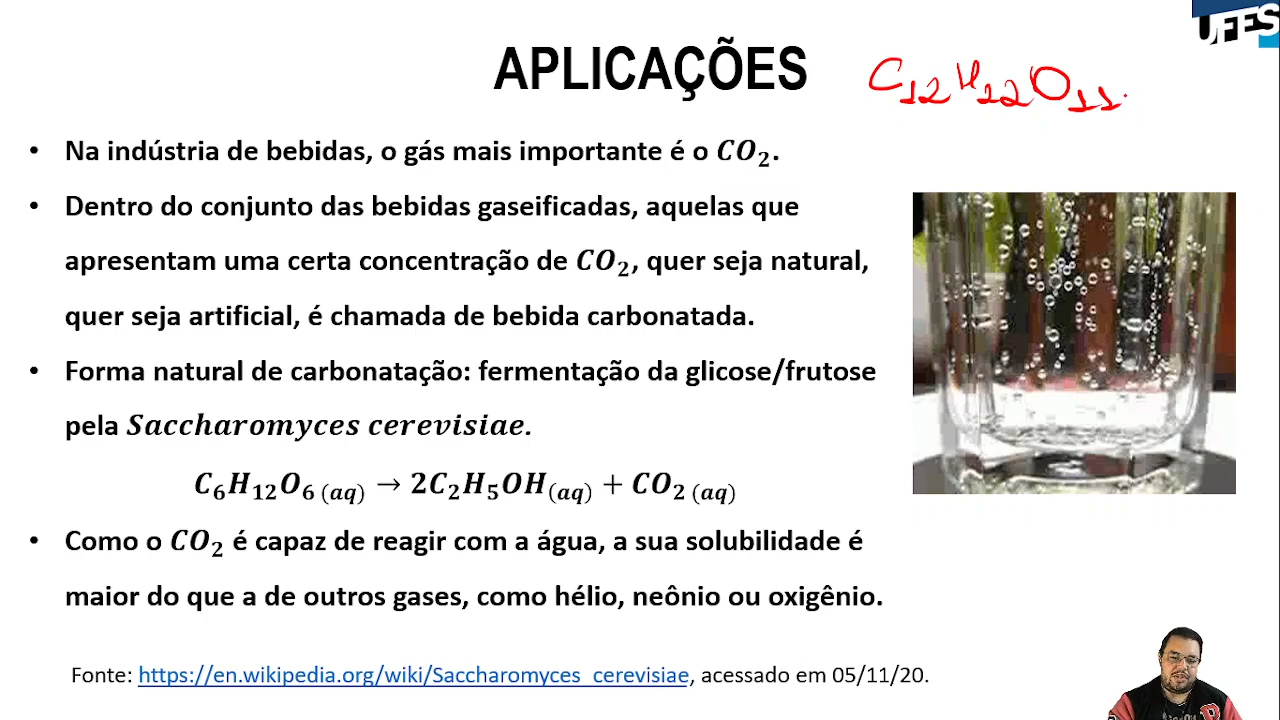 UFES
APLICAÇÕES
C₁₂H₂₂O₁₁.
• Na indústria de bebidas, o gás mais importante é o CO₂.
• Dentro do conjunto das bebidas gaseificadas, aquelas que
apresentam uma certa concentração de CO₂, quer seja natural,
quer seja artificial, é chamada de bebida carbonatada.
• Forma natural de carbonatação: fermentação da glicose/frutose
pela Saccharomyces cerevisiae.
C₆H₁₂O₆ (aq) → 2C₂H₅OH(aq) + CO₂ (aq)
• Como o CO₂ é capaz de reagir com a água, a sua solubilidade é
maior do que a de outros gases, como hélio, neônio ou oxigênio.
Fonte: https://en.wikipedia.org/wiki/Saccharomyces_cerevisiae, acessado em 05/11/20.